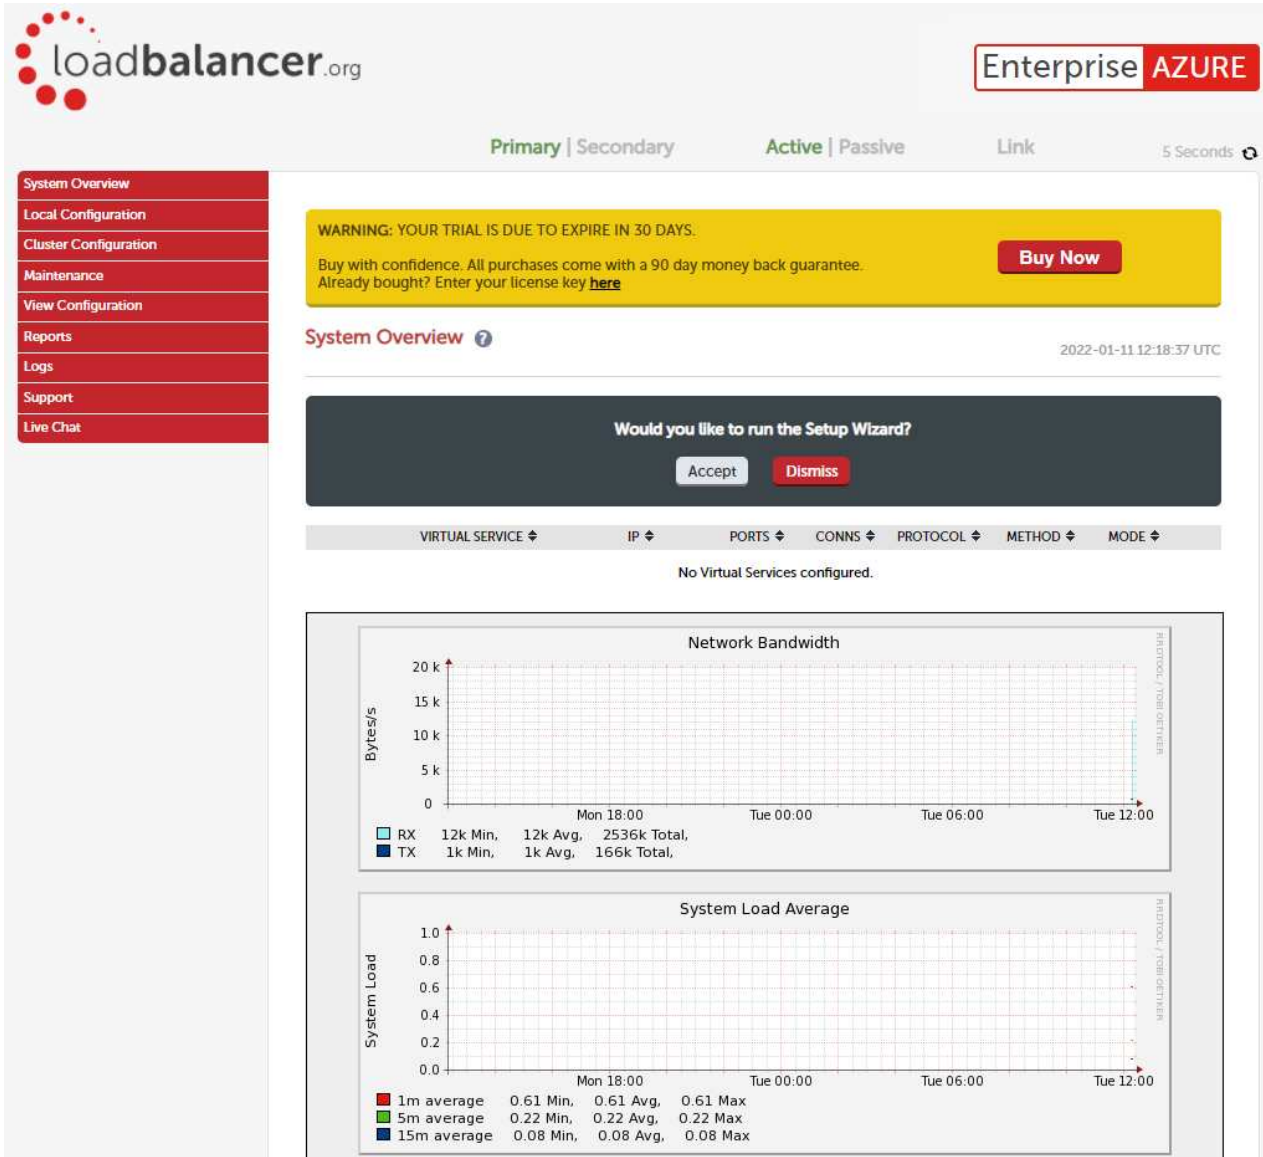 loadbalancer.org
Enterprise AZURE
Primary | Secondary Active | Passive Link 5 Seconds
System Overview
Local Configuration
Cluster Configuration
Maintenance
View Configuration
Reports
Logs
Support
Live Chat
WARNING: YOUR TRIAL IS DUE TO EXPIRE IN 30 DAYS.
Buy with confidence. All purchases come with a 90 day money back guarantee.
Already bought? Enter your license key here
Buy Now
System Overview ?
2022-01-11 12:18:37 UTC
Would you like to run the Setup Wizard?
Accept Dismiss
VIRTUAL SERVICE IP PORTS CONNS PROTOCOL METHOD MODE
No Virtual Services configured.
Network Bandwidth
RRDTOOL / TOBI OETIKER
Bytes/s
20 k
15 k
10 k
5 k
0
Mon 18:00 Tue 00:00 Tue 06:00 Tue 12:00
RX 12k Min, 12k Avg, 2536k Total,
TX 1k Min, 1k Avg, 166k Total,
System Load Average
RRDTOOL / TOBI OETIKER
System Load
1.0
0.8
0.6
0.4
0.2
0.0
Mon 18:00 Tue 00:00 Tue 06:00 Tue 12:00
1m average 0.61 Min, 0.61 Avg, 0.61 Max
5m average 0.22 Min, 0.22 Avg, 0.22 Max
15m average 0.08 Min, 0.08 Avg, 0.08 Max